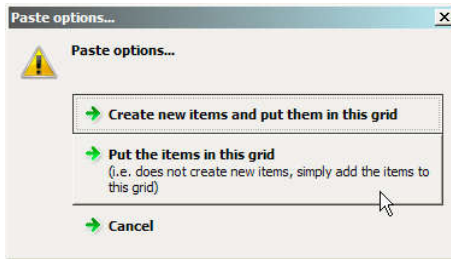 Paste options...
Paste options...
Create new items and put them in this grid
Put the items in this grid
(i.e. does not create new items, simply add the items to
this grid)
Cancel